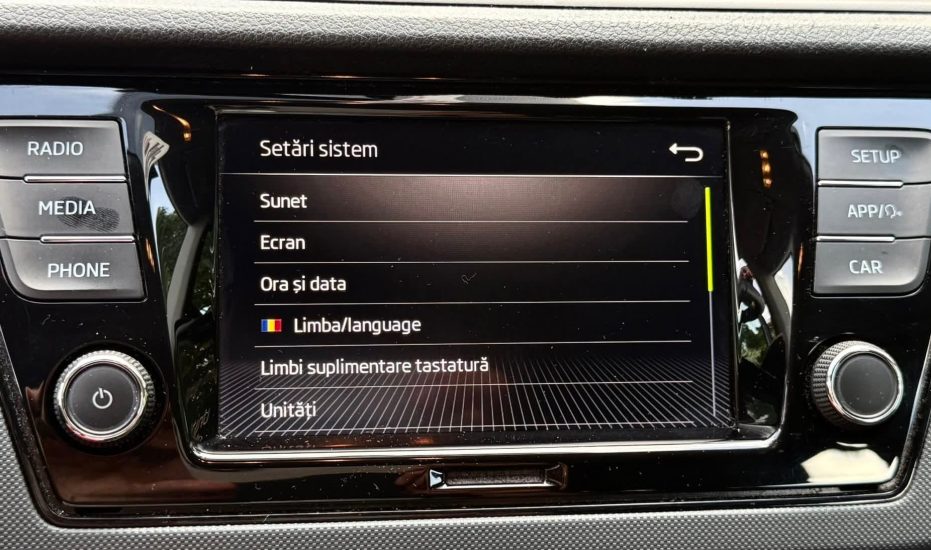 RADIO
MEDIA
PHONE
Setări sistem
Sunet
Ecran
Ora și data
Limba/language
Limbi suplimentare tastatură
Unități
SETUP
APP/
CAR